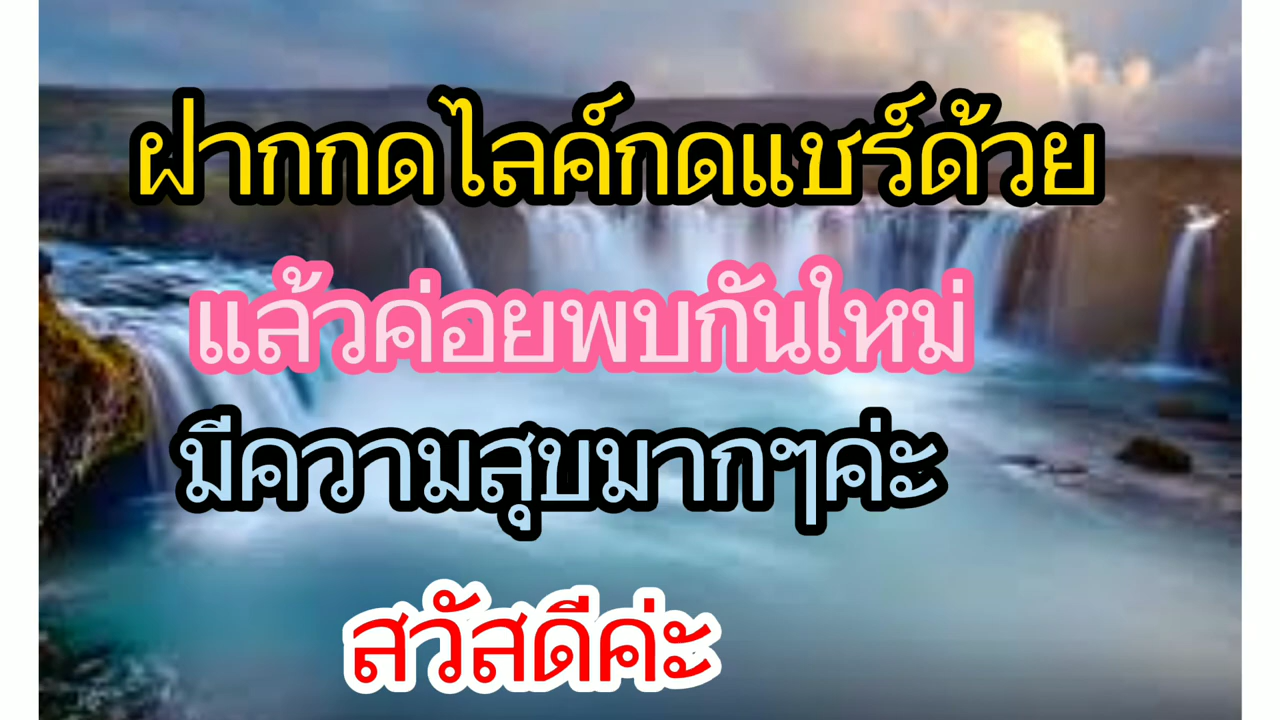 ฝากกดไลค์กดแชร์ด้วย
แล้วค่อยพบกันใหม่
มีความสุบมากๆค่ะ
สวัสดีค่ะ